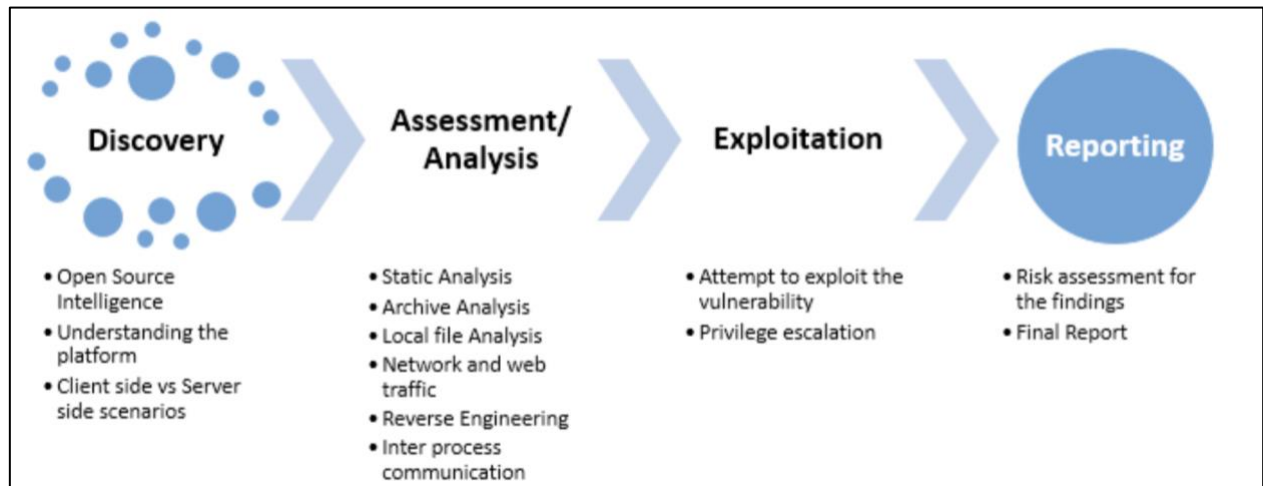 Discovery
Assessment/
Analysis
Exploitation
Reporting
• Open Source
Intelligence
• Understanding the
platform
• Client side vs Server
side scenarios
• Static Analysis
• Archive Analysis
• Local file Analysis
• Network and web
traffic
• Reverse Engineering
• Inter process
communication
• Attempt to exploit the
vulnerability
• Privilege escalation
• Risk assessment for
the findings
• Final Report